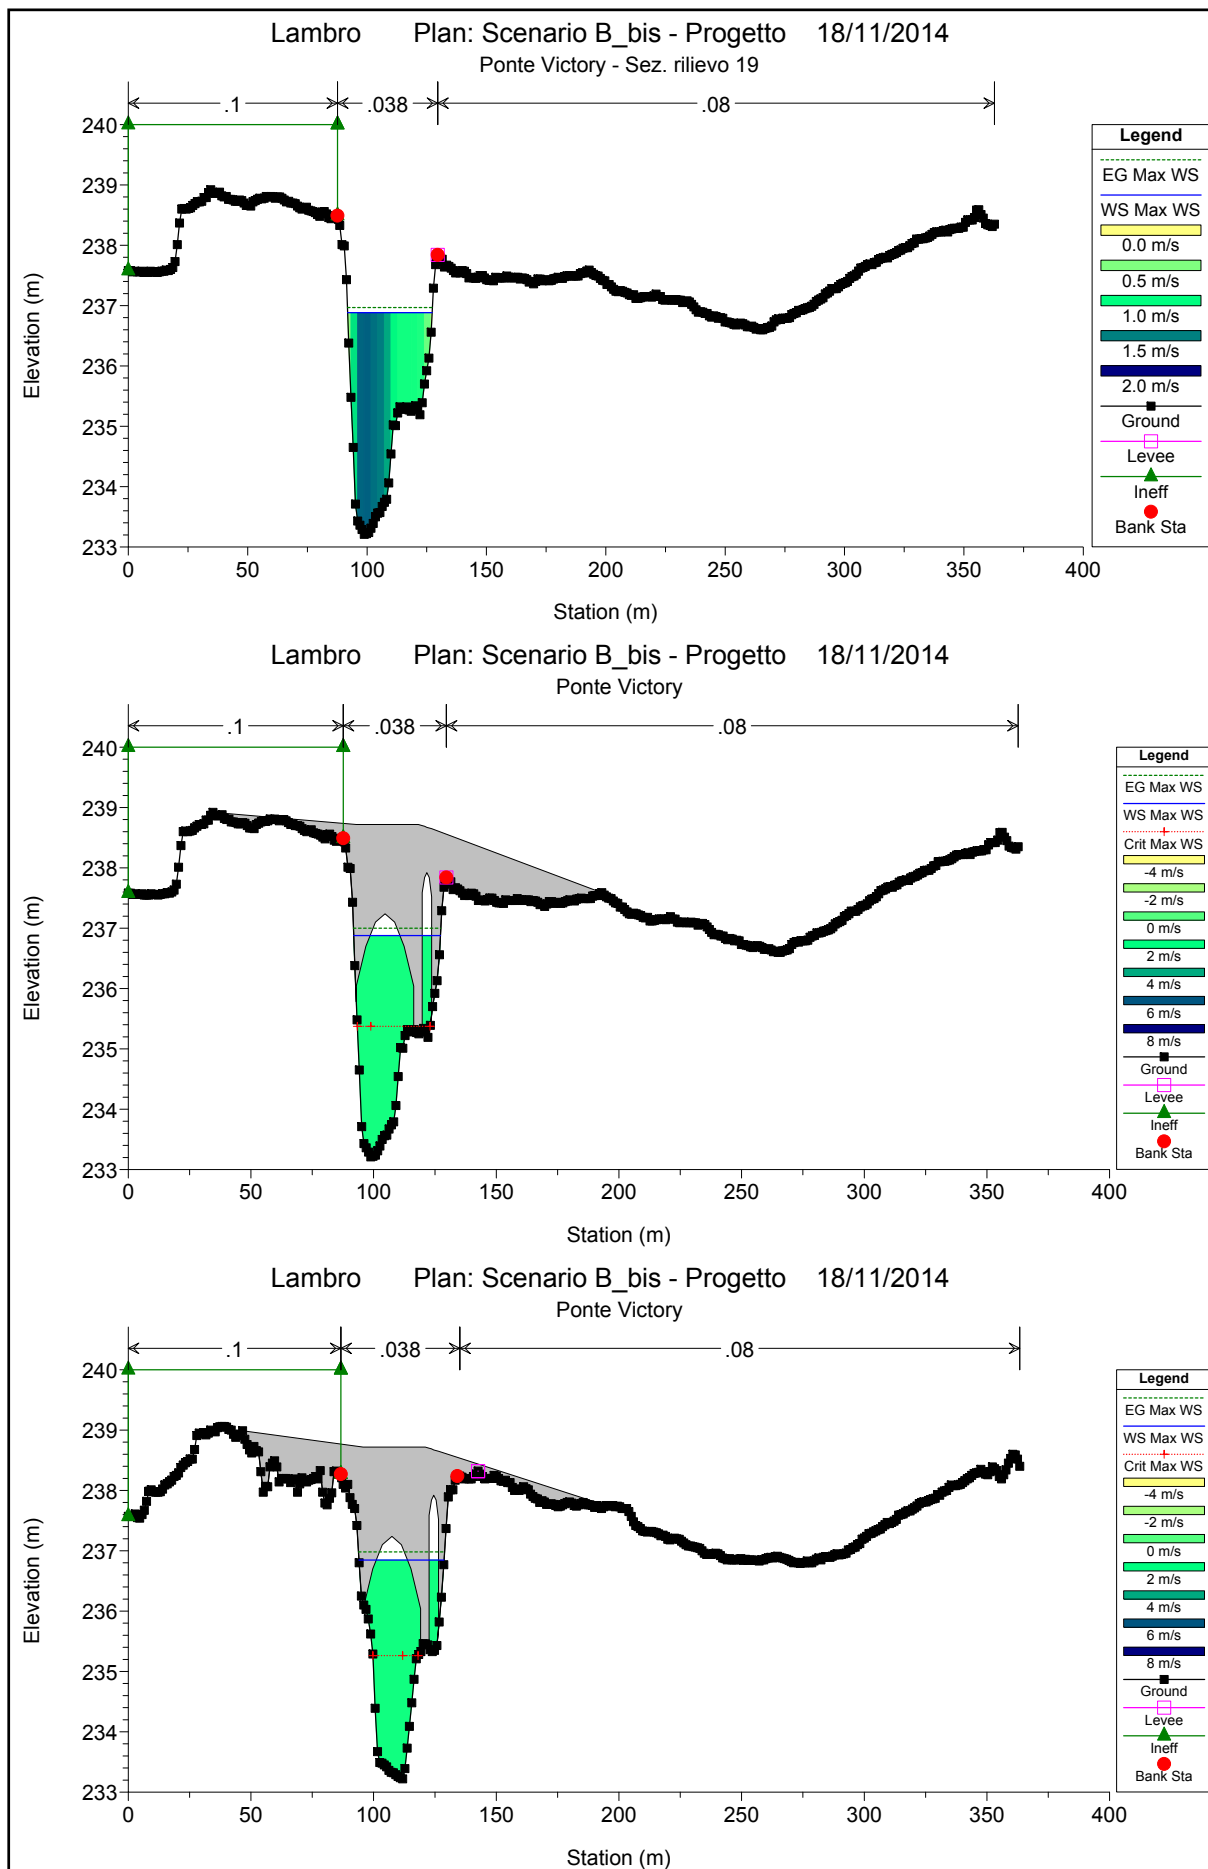 Lambro Plan: Scenario B_bis - Progetto 18/11/2014
Ponte Victory - Sez. rilievo 19
.1 .038 .08
240
239
238
237
236
235
234
233
Elevation (m)
0 50 100 150 200 250 300 350 400
Station (m)
Legend
EG Max WS
WS Max WS
0.0 m/s
0.5 m/s
1.0 m/s
1.5 m/s
2.0 m/s
Ground
Levee
Ineff
Bank Sta
Lambro Plan: Scenario B_bis - Progetto 18/11/2014
Ponte Victory
.1 .038 .08
240
239
238
237
236
235
234
233
Elevation (m)
0 50 100 150 200 250 300 350 400
Station (m)
Legend
EG Max WS
WS Max WS
Crit Max WS
-4 m/s
-2 m/s
0 m/s
2 m/s
4 m/s
6 m/s
8 m/s
Ground
Levee
Ineff
Bank Sta
Lambro Plan: Scenario B_bis - Progetto 18/11/2014
Ponte Victory
.1 .038 .08
240
239
238
237
236
235
234
233
Elevation (m)
0 50 100 150 200 250 300 350 400
Station (m)
Legend
EG Max WS
WS Max WS
Crit Max WS
-4 m/s
-2 m/s
0 m/s
2 m/s
4 m/s
6 m/s
8 m/s
Ground
Levee
Ineff
Bank Sta